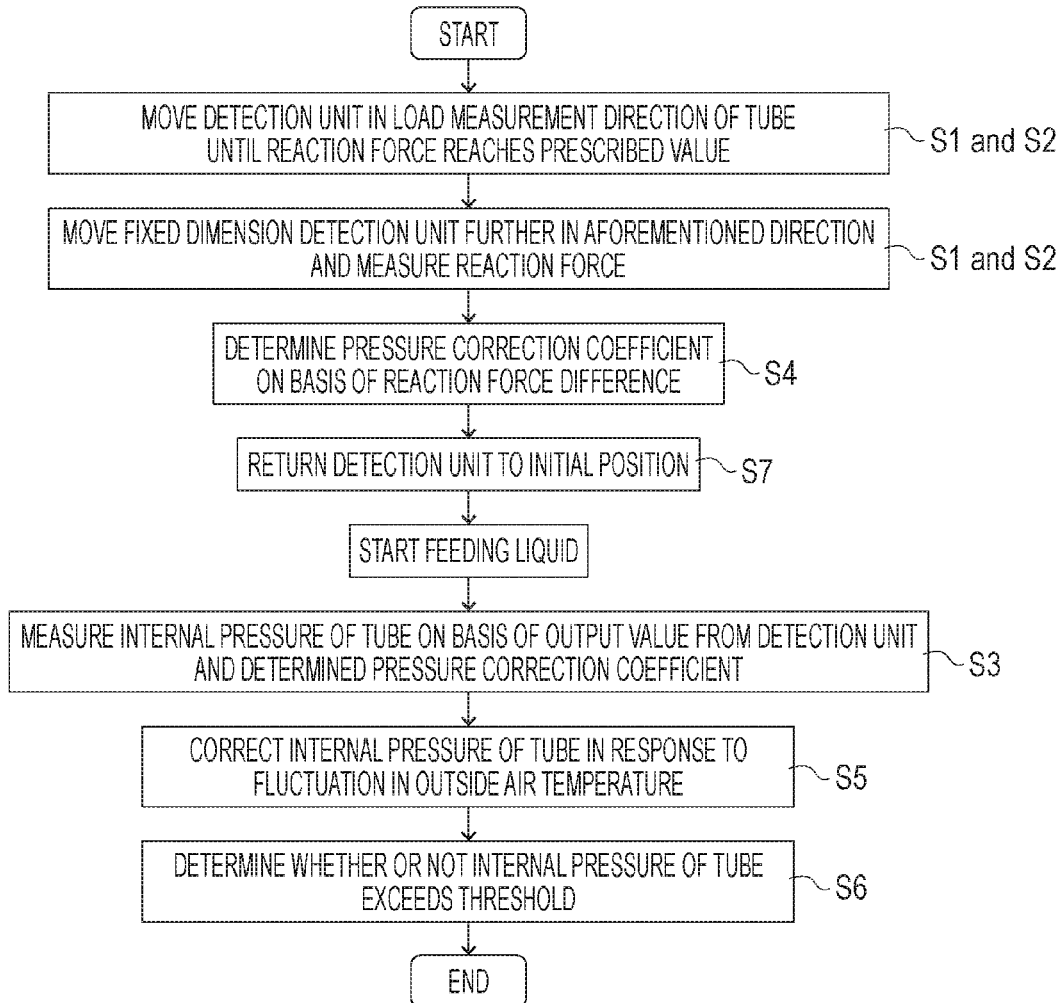 START
MOVE DETECTION UNIT IN LOAD MEASUREMENT DIRECTION OF TUBE
UNTIL REACTION FORCE REACHES PRESCRIBED VALUE
S1 and S2
MOVE FIXED DIMENSION DETECTION UNIT FURTHER IN AFOREMENTIONED DIRECTION
AND MEASURE REACTION FORCE
S1 and S2
DETERMINE PRESSURE CORRECTION COEFFICIENT
ON BASIS OF REACTION FORCE DIFFERENCE
S4
RETURN DETECTION UNIT TO INITIAL POSITION
S7
START FEEDING LIQUID
MEASURE INTERNAL PRESSURE OF TUBE ON BASIS OF OUTPUT VALUE FROM DETECTION UNIT
AND DETERMINED PRESSURE CORRECTION COEFFICIENT
S3
CORRECT INTERNAL PRESSURE OF TUBE IN RESPONSE TO
FLUCTUATION IN OUTSIDE AIR TEMPERATURE
S5
DETERMINE WHETHER OR NOT INTERNAL PRESSURE OF TUBE
EXCEEDS THRESHOLD
S6
END